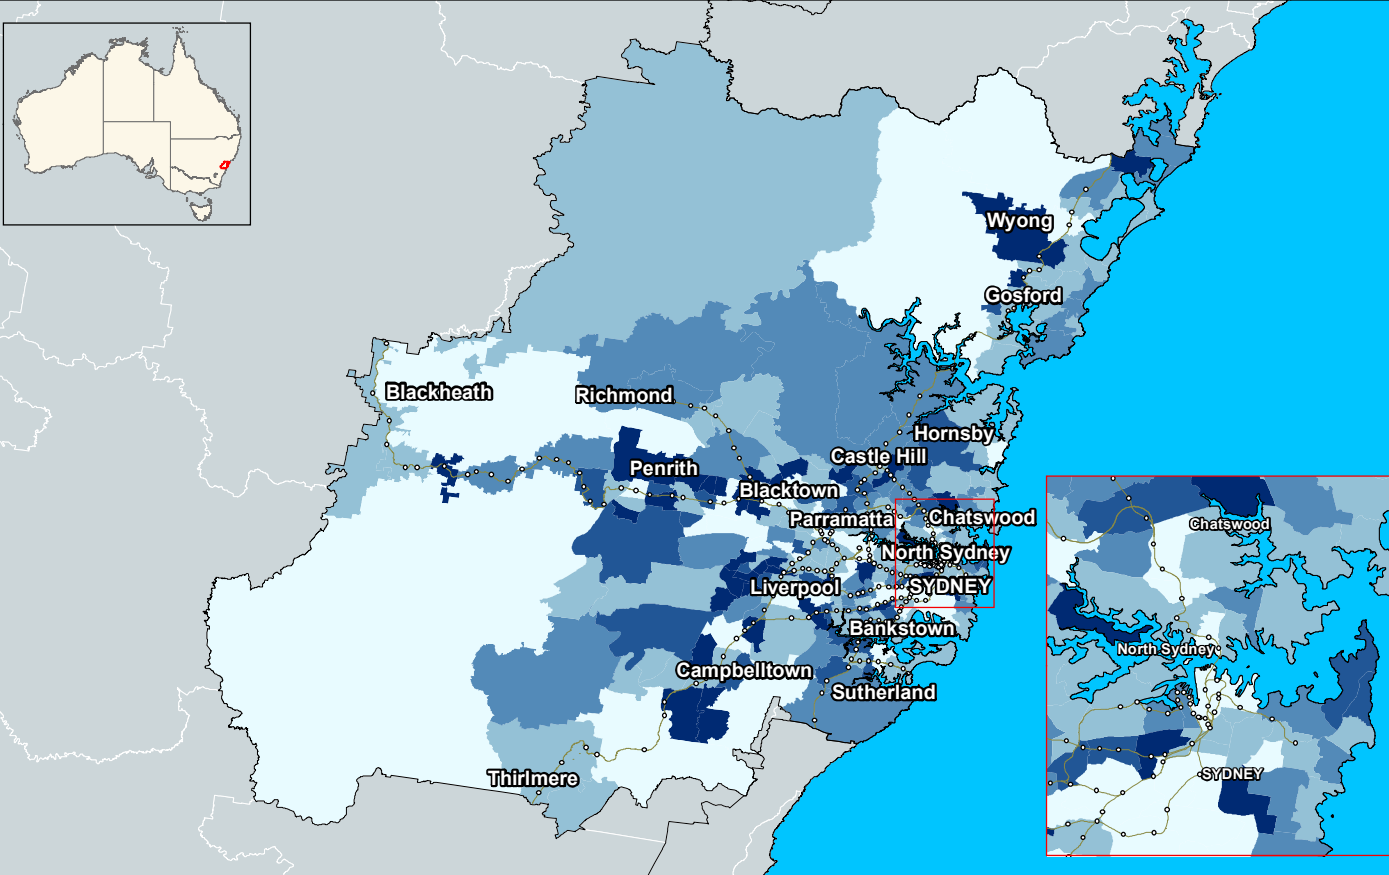 Wyong
Gosford
Blackheath
Richmond
Hornsby
Castle Hill
Penrith
Blacktown
Parramatta
Chatswood
North Sydney
Liverpool
SYDNEY
Bankstown
Campbelltown
Sutherland
Thirlmere
Chatswood
North Sydney
SYDNEY